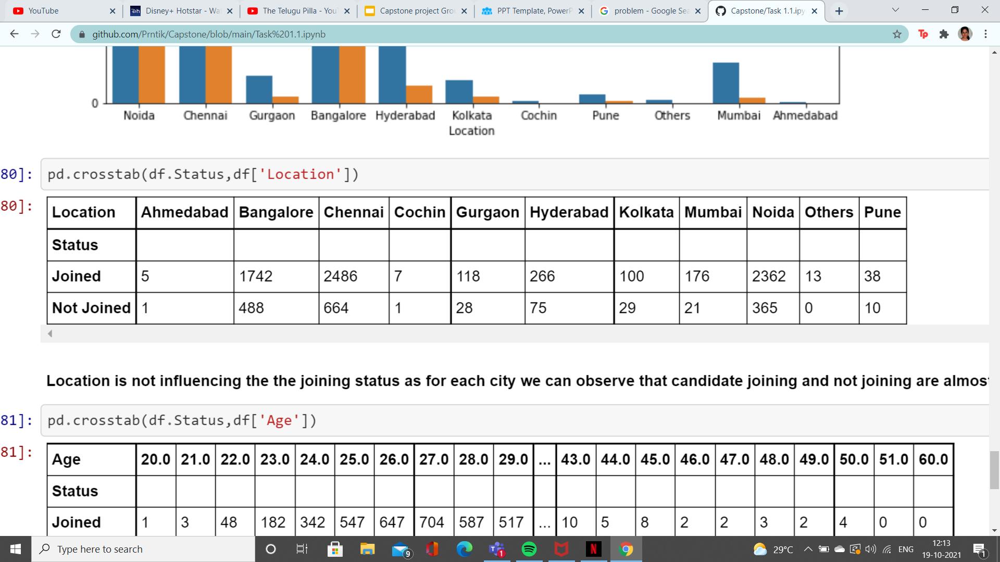 YouTube
Disney+ Hotstar - Wa
The Telugu Pilla - You
Capstone project Gro
PPT Template, PowerP
problem - Google Sea
Capstone/Task 1.1.ipy
github.com/Prntik/Capstone/blob/main/Task%201.1.ipynb
0
Noida Chennai Gurgaon Bangalore Hyderabad Kolkata Cochin Pune Others Mumbai Ahmedabad
Location
80]: pd.crosstab(df.Status,df['Location'])
80]:
Location Ahmedabad Bangalore Chennai Cochin Gurgaon Hyderabad Kolkata Mumbai Noida Others Pune
Status
Joined 5 1742 2486 7 118 266 100 176 2362 13 38
Not Joined 1 488 664 1 28 75 29 21 365 0 10
Location is not influencing the the joining status as for each city we can observe that candidate joining and not joining are almos
81]: pd.crosstab(df.Status,df['Age'])
81]:
Age 20.0 21.0 22.0 23.0 24.0 25.0 26.0 27.0 28.0 29.0 ... 43.0 44.0 45.0 46.0 47.0 48.0 49.0 50.0 51.0 60.0
Status
Joined 1 3 48 182 342 547 647 704 587 517 ... 10 5 8 2 2 3 2 4 0 0
Type here to search
9
1
29°C
ENG
12:13
19-10-2021
1